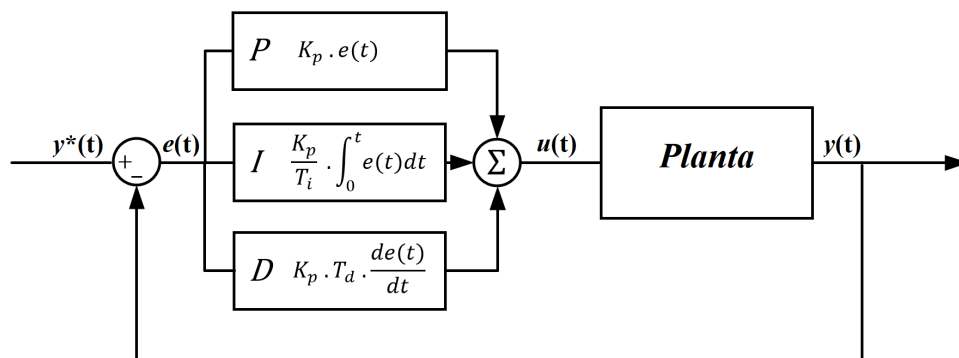 P K_p . e(t)
y*(t)
+
−
e(t)
I K_p/T_i . ∫_0^t e(t)dt
Σ
u(t)
Planta
y(t)
D K_p . T_d . de(t)/dt